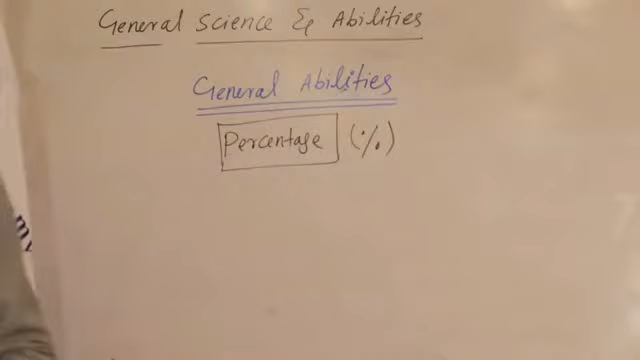 General Science & Abilities
General Abilities
Percentage (%)